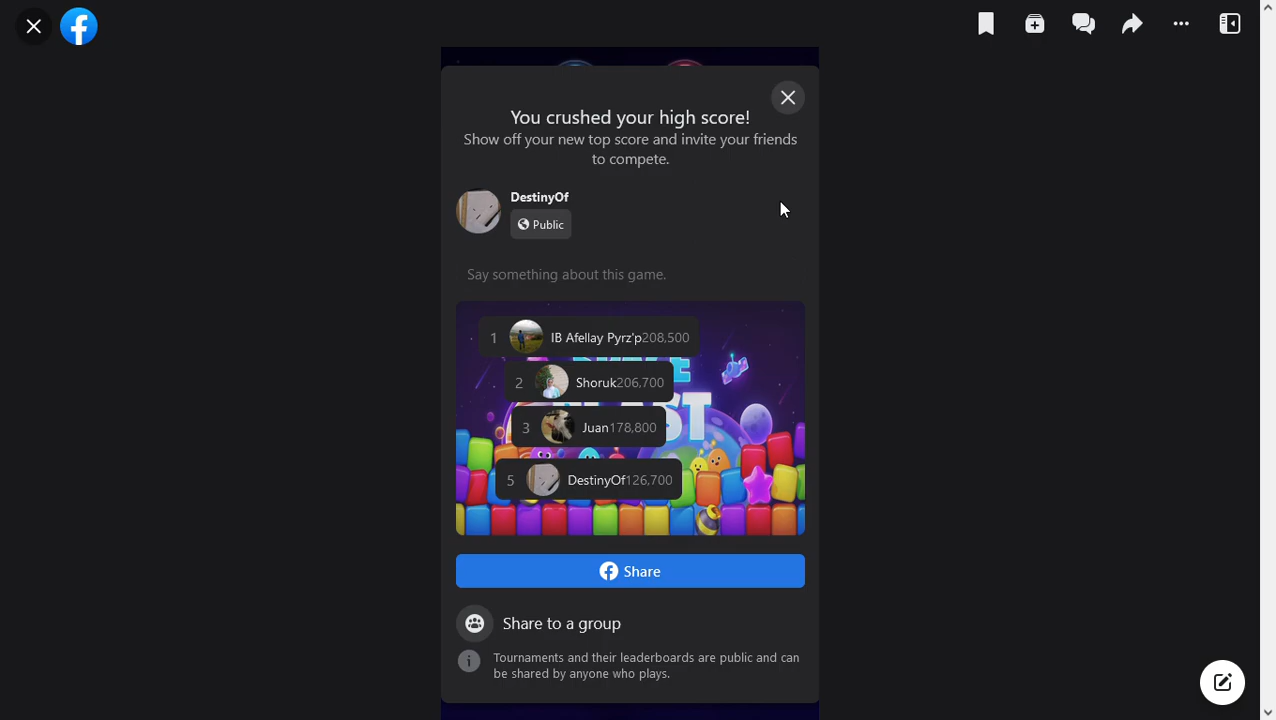 You crushed your high score!
Show off your new top score and invite your friends
to compete.
DestinyOf
Public
Say something about this game.
1 IB Afellay Pyrz'p208,500
2 Shoruk206,700
3 Juan178,800
5 DestinyOf126,700
Share
Share to a group
Tournaments and their leaderboards are public and can
be shared by anyone who plays.